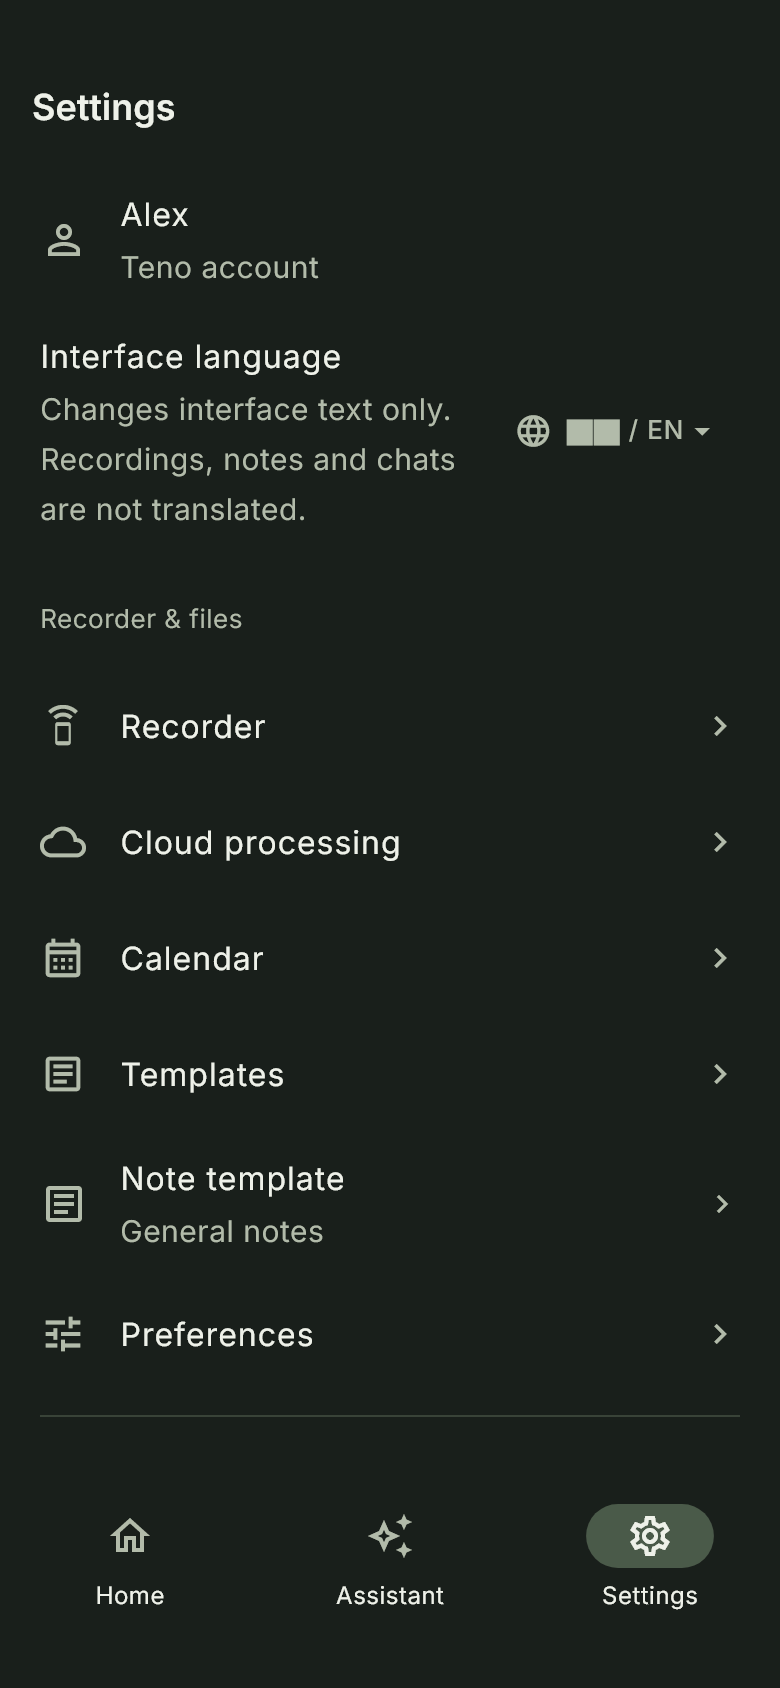 Settings
Alex
Teno account
Interface language
Changes interface text only.
Recordings, notes and chats
are not translated.
/ EN
Recorder & files
Recorder
Cloud processing
Calendar
Templates
Note template
General notes
Preferences
Home
Assistant
Settings